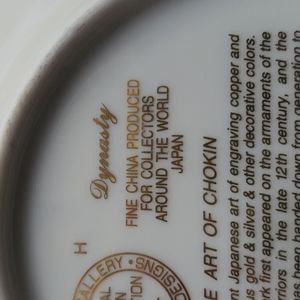 Dynasty
FINE CHINA PRODUCED
FOR COLLECTORS
AROUND THE WORLD
JAPAN
H
GALLERY • DESIGNS
THE ART OF CHOKIN
Japanese art of engraving copper and
gold & silver & other decorative colors.
first appeared on the armaments of the
in the late 12th century, and the
been handed down from generation to